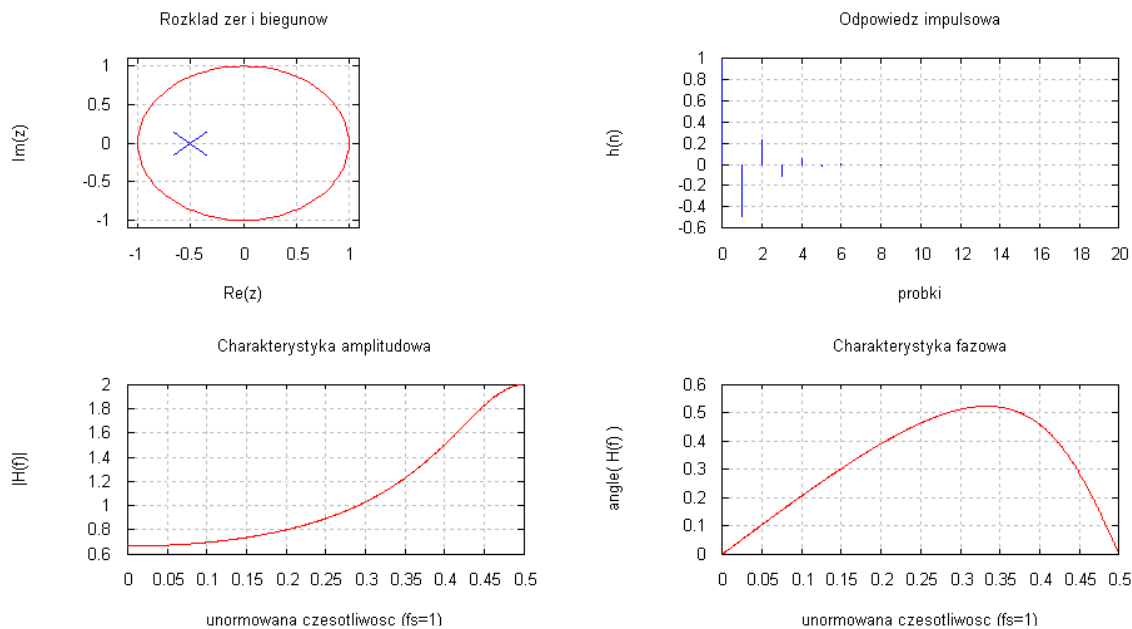 Rozklad zer i biegunow
Im(z)
1
0.5
0
-0.5
-1
-1 -0.5 0 0.5 1
Re(z)
Odpowiedz impulsowa
h(n)
1
0.8
0.6
0.4
0.2
0
-0.2
-0.4
-0.6
0 2 4 6 8 10 12 14 16 18 20
probki
Charakterystyka amplitudowa
|H(f)|
2
1.8
1.6
1.4
1.2
1
0.8
0.6
0 0.05 0.1 0.15 0.2 0.25 0.3 0.35 0.4 0.45 0.5
unormowana czesotliwosc (fs=1)
Charakterystyka fazowa
angle( H(f) )
0.6
0.5
0.4
0.3
0.2
0.1
0
0 0.05 0.1 0.15 0.2 0.25 0.3 0.35 0.4 0.45 0.5
unormowana czesotliwosc (fs=1)